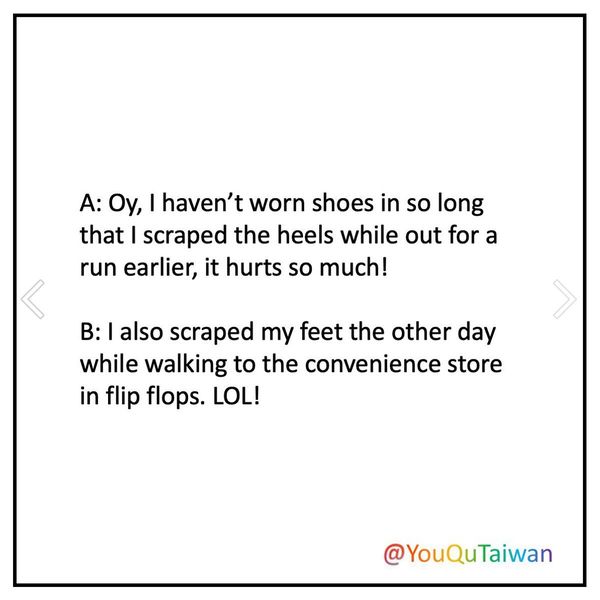 A: Oy, I haven’t worn shoes in so long
that I scraped the heels while out for a
run earlier, it hurts so much!
B: I also scraped my feet the other day
while walking to the convenience store
in flip flops. LOL!
@YouQuTaiwan